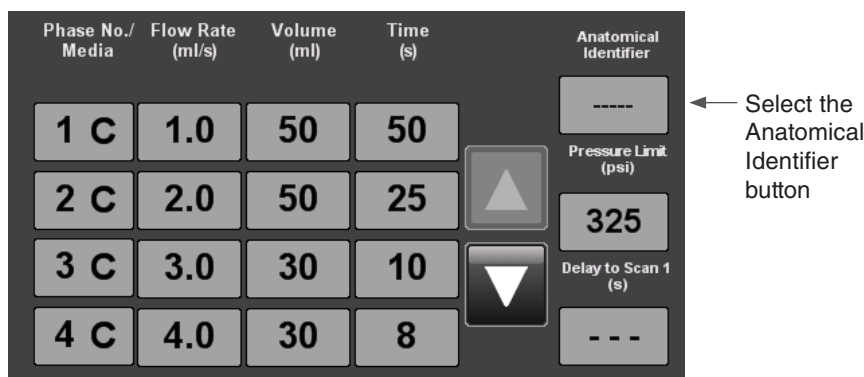 Phase No./ Flow Rate Volume Time
Media (ml/s) (ml) (s)
1 C 1.0 50 50
2 C 2.0 50 25
3 C 3.0 30 10
4 C 4.0 30 8
Anatomical
Identifier
-----
Pressure Limit
(psi)
325
Delay to Scan 1
(s)
- - -
Select the
Anatomical
Identifier
button